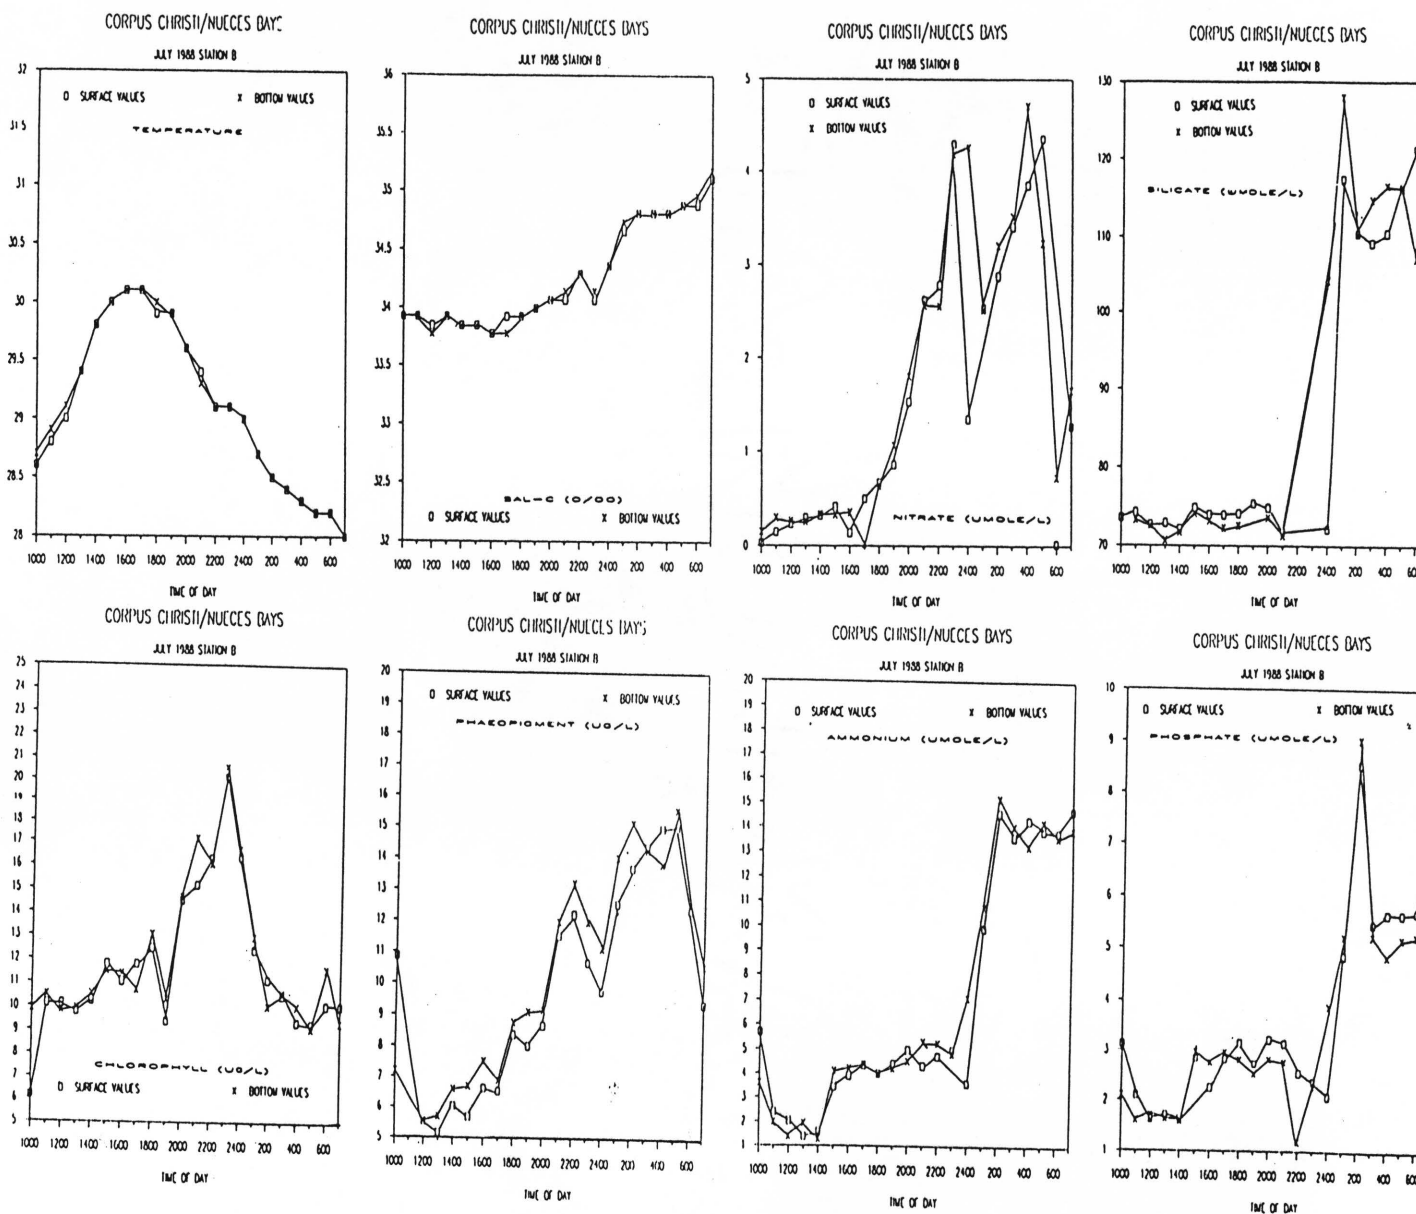 CORPUS CHRISTI/NUECES BAYS
JULY 1988 STATION B
O SURFACE VALUES X BOTTOM VALUES
TEMPERATURE
32
31.5
31
30.5
30
29.5
29
28.5
28
1000 1200 1400 1600 1800 2000 2200 2400 200 400 600
TIME OF DAY
CORPUS CHRISTI/NUECES BAYS
JULY 1988 STATION B
36
35.5
35
34.5
34
33.5
33
32.5
32
SAL-C (0/00)
O SURFACE VALUES X BOTTOM VALUES
1000 1200 1400 1600 1800 2000 2200 2400 200 400 600
TIME OF DAY
CORPUS CHRISTI/NUECES BAYS
JULY 1988 STATION B
O SURFACE VALUES
X BOTTOM VALUES
5
4
3
2
1
0
NITRATE (UMOLE/L)
1000 1200 1400 1600 1800 2000 2200 2400 200 400 600
TIME OF DAY
CORPUS CHRISTI/NUECES BAYS
JULY 1988 STATION B
O SURFACE VALUES
X BOTTOM VALUES
SILICATE (UMOLE/L)
130
120
110
100
90
80
70
1000 1200 1400 1600 1800 2000 2200 2400 200 400 600
TIME OF DAY
CORPUS CHRISTI/NUECES BAYS
JULY 1988 STATION B
25
24
23
22
21
20
19
18
17
16
15
14
13
12
11
10
9
8
7
6
5
CHLOROPHYLL (UG/L)
O SURFACE VALUES X BOTTOM VALUES
1000 1200 1400 1600 1800 2000 2200 2400 200 400 600
TIME OF DAY
CORPUS CHRISTI/NUECES BAYS
JULY 1988 STATION B
O SURFACE VALUES X BOTTOM VALUES
PHAEOPIGMENT (UG/L)
20
19
18
17
16
15
14
13
12
11
10
9
8
7
6
5
1000 1200 1400 1600 1800 2000 2200 2400 200 400 600
TIME OF DAY
CORPUS CHRISTI/NUECES BAYS
JULY 1988 STATION B
O SURFACE VALUES X BOTTOM VALUES
AMMONIUM (UMOLE/L)
20
19
18
17
16
15
14
13
12
11
10
9
8
7
6
5
4
3
2
1
1000 1200 1400 1600 1800 2000 2200 2400 200 400 600
TIME OF DAY
CORPUS CHRISTI/NUECES BAYS
JULY 1988 STATION B
O SURFACE VALUES X BOTTOM VALUES
PHOSPHATE (UMOLE/L)
10
9
8
7
6
5
4
3
2
1
1000 1200 1400 1600 1800 2000 2200 2400 200 400 600
TIME OF DAY